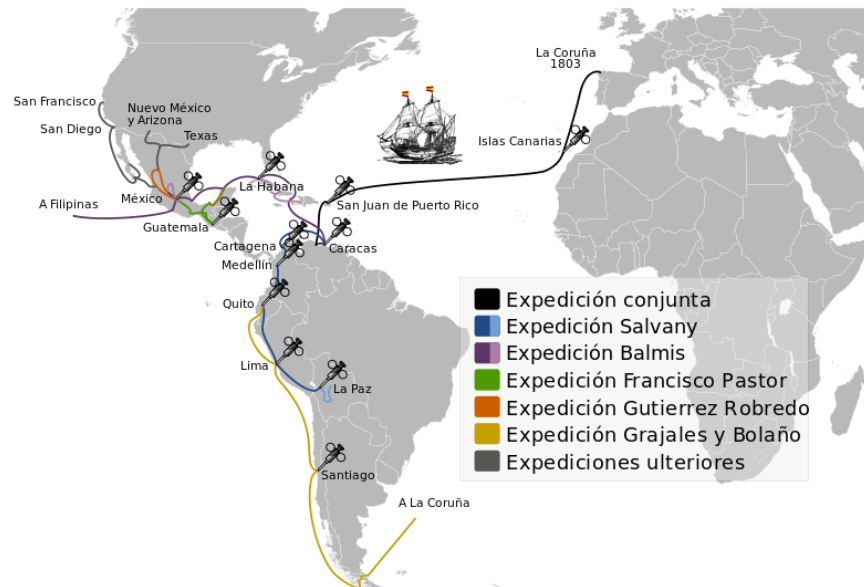 La Coruña
1803
San Francisco
Nuevo México
y Arizona
San Diego
Texas
Islas Canarias
La Habana
México
A Filipinas
San Juan de Puerto Rico
Guatemala
Cartagena
Caracas
Medellín
Quito
Lima
La Paz
Santiago
A La Coruña
Expedición conjunta
Expedición Salvany
Expedición Balmis
Expedición Francisco Pastor
Expedición Gutierrez Robredo
Expedición Grajales y Bolaño
Expediciones ulteriores